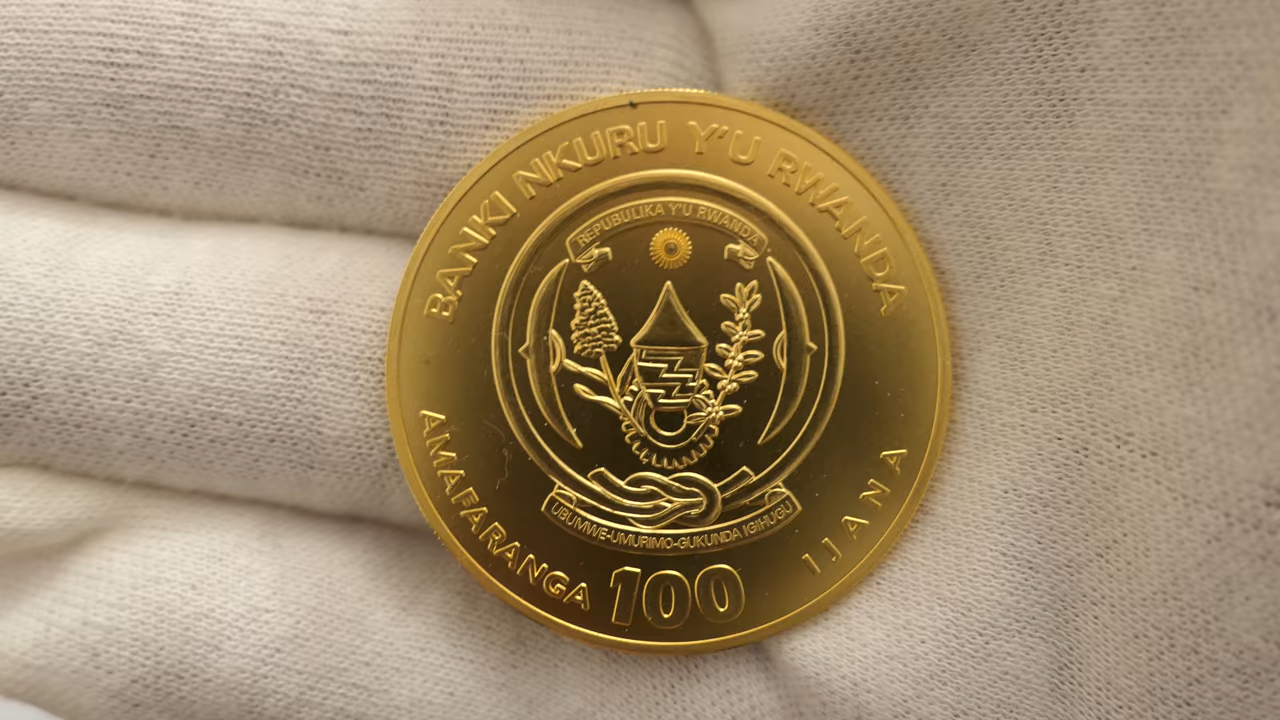 BANKI NKURU Y'U RWANDA
REPUBULIKA Y'U RWANDA
UBUMWE-UMURIMO-GUKUNDA IGIHUGU
AMAFARANGA 100 IJANA